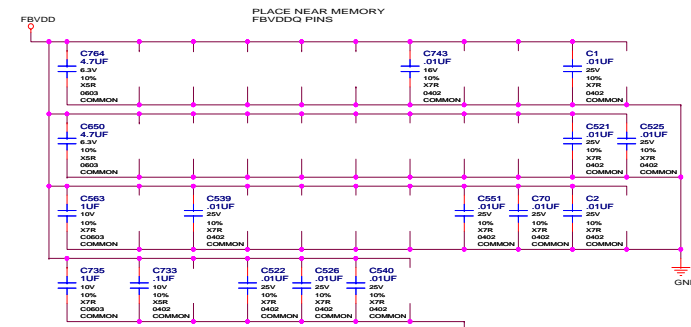 PLACE NEAR MEMORY
FBVDDQ PINS
FBVDD
C764
4.7UF
6.3V
10%
X5R
0603
COMMON
C743
.01UF
16V
10%
X7R
0402
COMMON
C1
.01UF
25V
10%
X7R
0402
COMMON
C650
4.7UF
6.3V
10%
X5R
0603
COMMON
C521
.01UF
25V
10%
X7R
0402
COMMON
C525
.01UF
25V
10%
X7R
0402
COMMON
C563
1UF
10V
10%
X7R
C0603
COMMON
C539
.01UF
25V
10%
X7R
0402
COMMON
C551
.01UF
25V
10%
X7R
0402
COMMON
C70
.01UF
25V
10%
X7R
0402
COMMON
C2
.01UF
25V
10%
X7R
0402
COMMON
GND
C735
1UF
10V
10%
X7R
C0603
COMMON
C733
.1UF
10V
10%
X5R
0402
COMMON
C522
.01UF
25V
10%
X7R
0402
COMMON
C526
.01UF
25V
10%
X7R
0402
COMMON
C540
.01UF
25V
10%
X7R
0402
COMMON